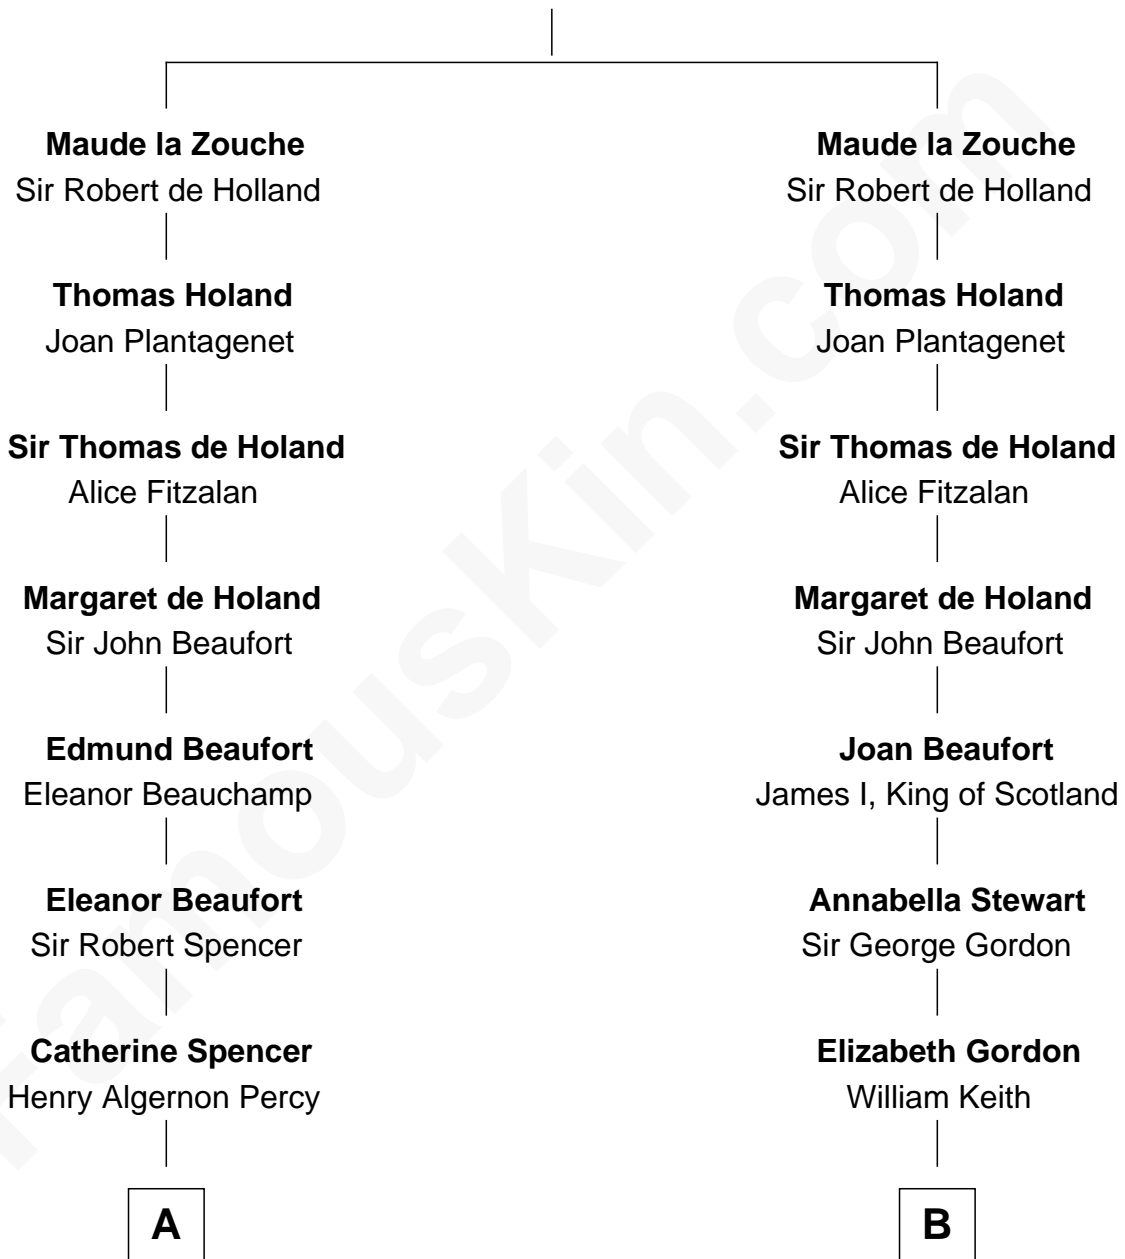 Maude la Zouche
Sir Robert de Holland
Thomas Holand
Joan Plantagenet
Sir Thomas de Holand
Alice Fitzalan
Margaret de Holand
Sir John Beaufort
Edmund Beaufort
Eleanor Beauchamp
Eleanor Beaufort
Sir Robert Spencer
Catherine Spencer
Henry Algernon Percy
A
Maude la Zouche
Sir Robert de Holland
Thomas Holand
Joan Plantagenet
Sir Thomas de Holand
Alice Fitzalan
Margaret de Holand
Sir John Beaufort
Joan Beaufort
James I, King of Scotland
Annabella Stewart
Sir George Gordon
Elizabeth Gordon
William Keith
B
FamousKin.com